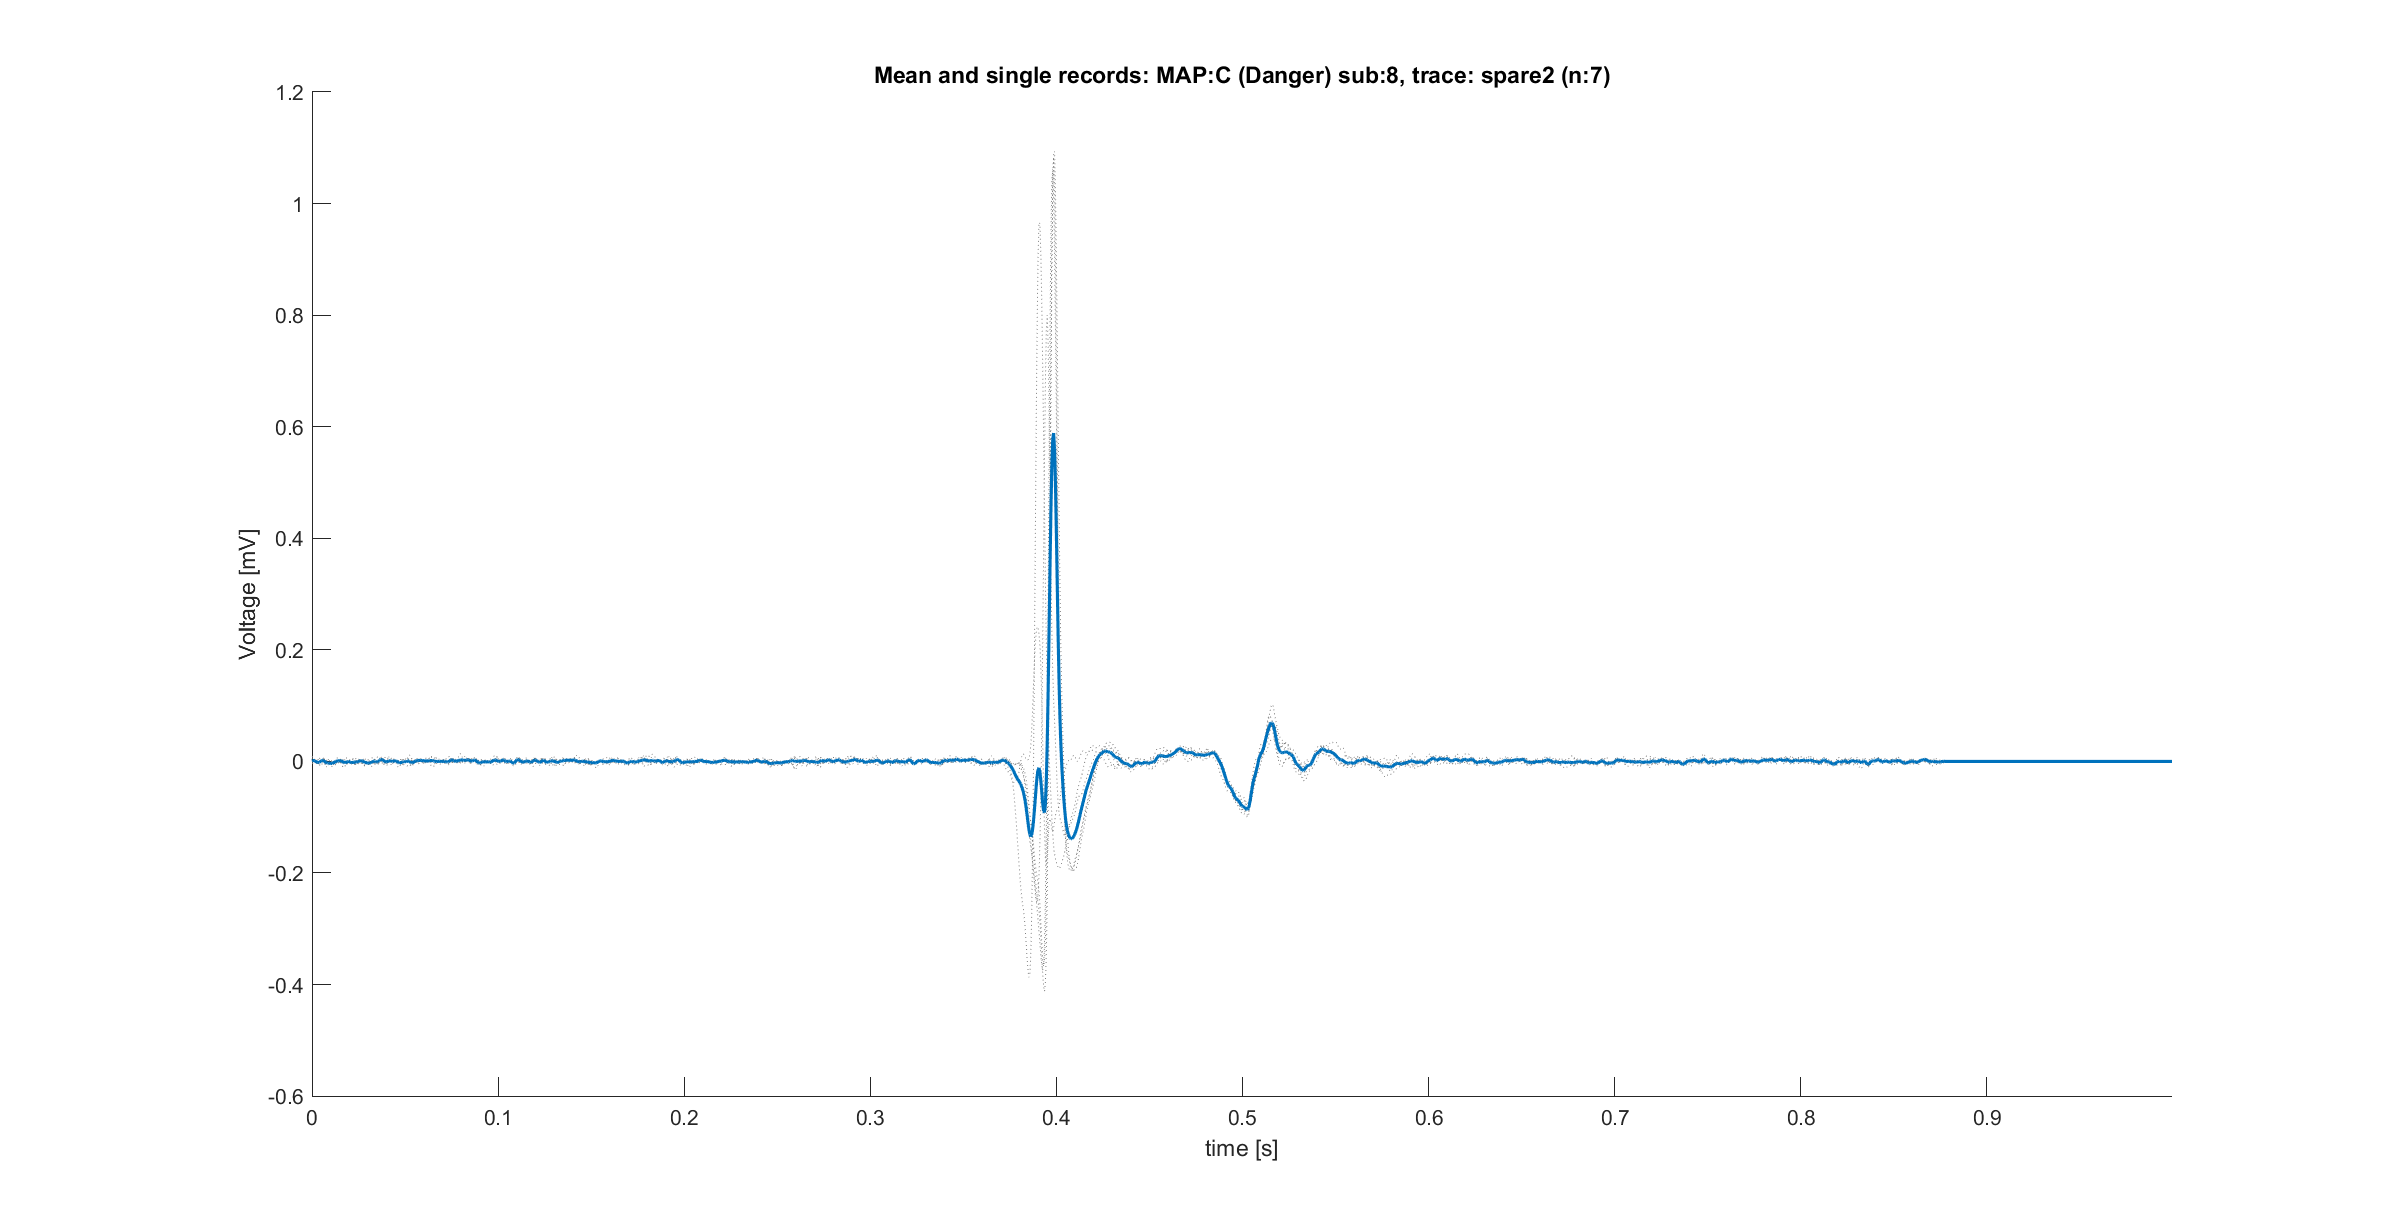 Mean and single records: MAP:C (Danger) sub:8, trace: spare2 (n:7)
1.2
1
0.8
0.6
0.4
0.2
0
-0.2
-0.4
-0.6
Voltage [mV]
0 0.1 0.2 0.3 0.4 0.5 0.6 0.7 0.8 0.9
time [s]